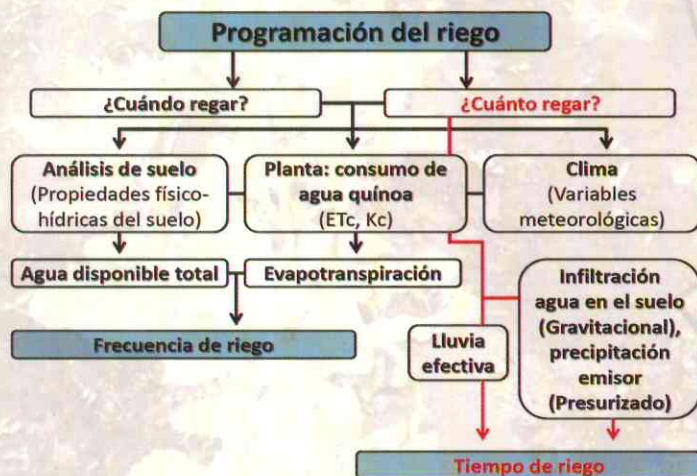 Programación del riego
¿Cuándo regar?
¿Cuánto regar?
Análisis de suelo
(Propiedades físico-
hídricas del suelo)
Planta: consumo de
agua quínoa
(ETc, Kc)
Clima
(Variables
meteorológicas)
Agua disponible total
Evapotranspiración
Frecuencia de riego
Lluvia
efectiva
Infiltración
agua en el suelo
(Gravitacional),
precipitación
emisor
(Presurizado)
Tiempo de riego